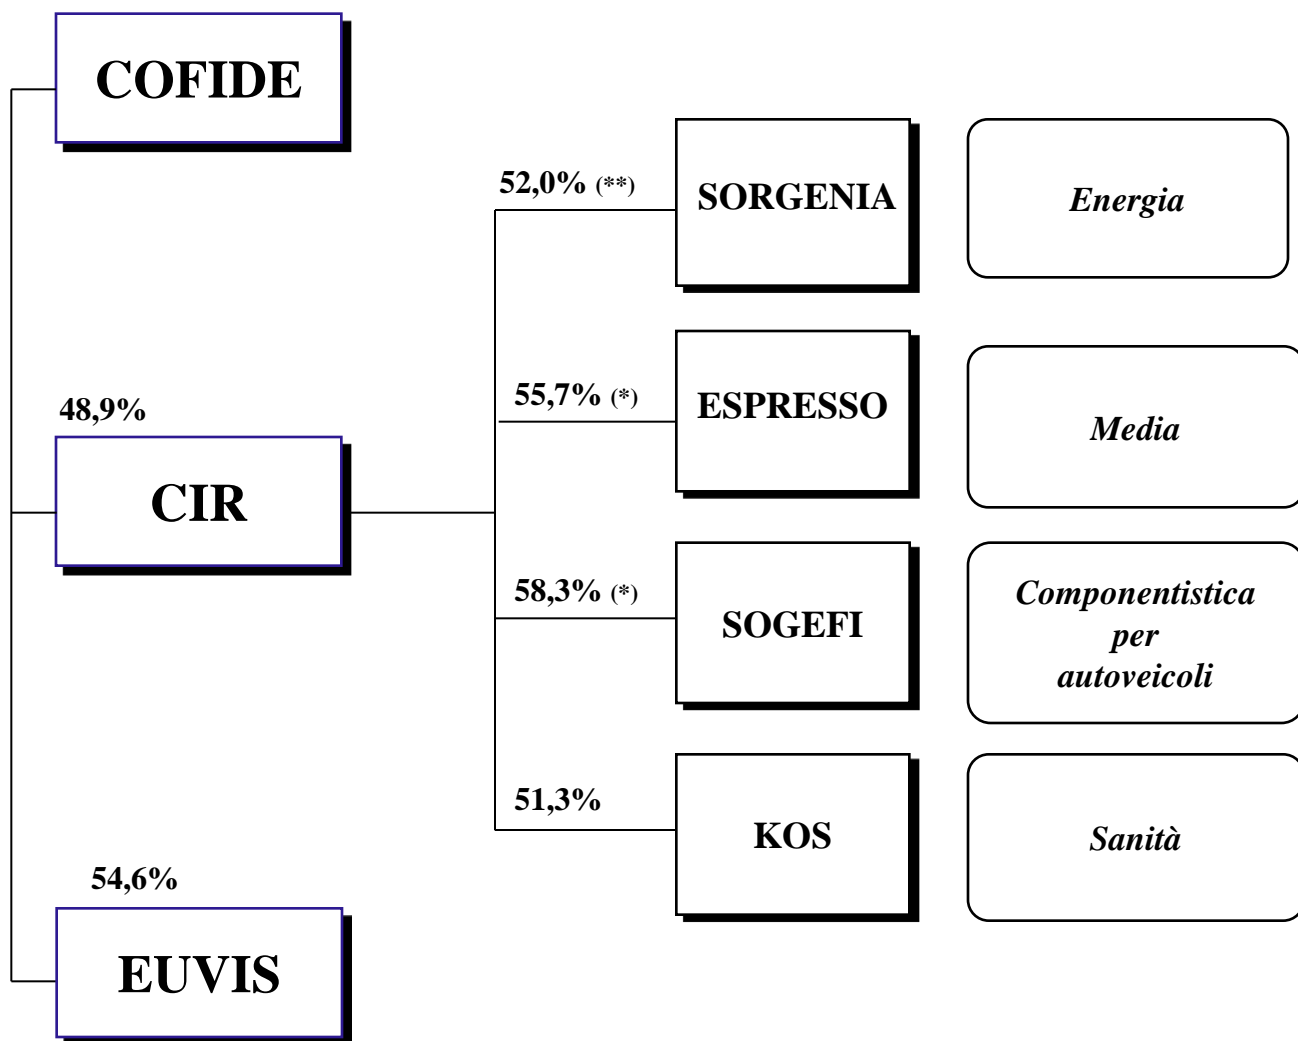 COFIDE
52,0% (**)
SORGENIA
Energia
55,7% (*)
ESPRESSO
Media
48,9%
CIR
58,3% (*)
SOGEFI
Componentistica
per
autoveicoli
51,3%
KOS
Sanità
54,6%
EUVIS